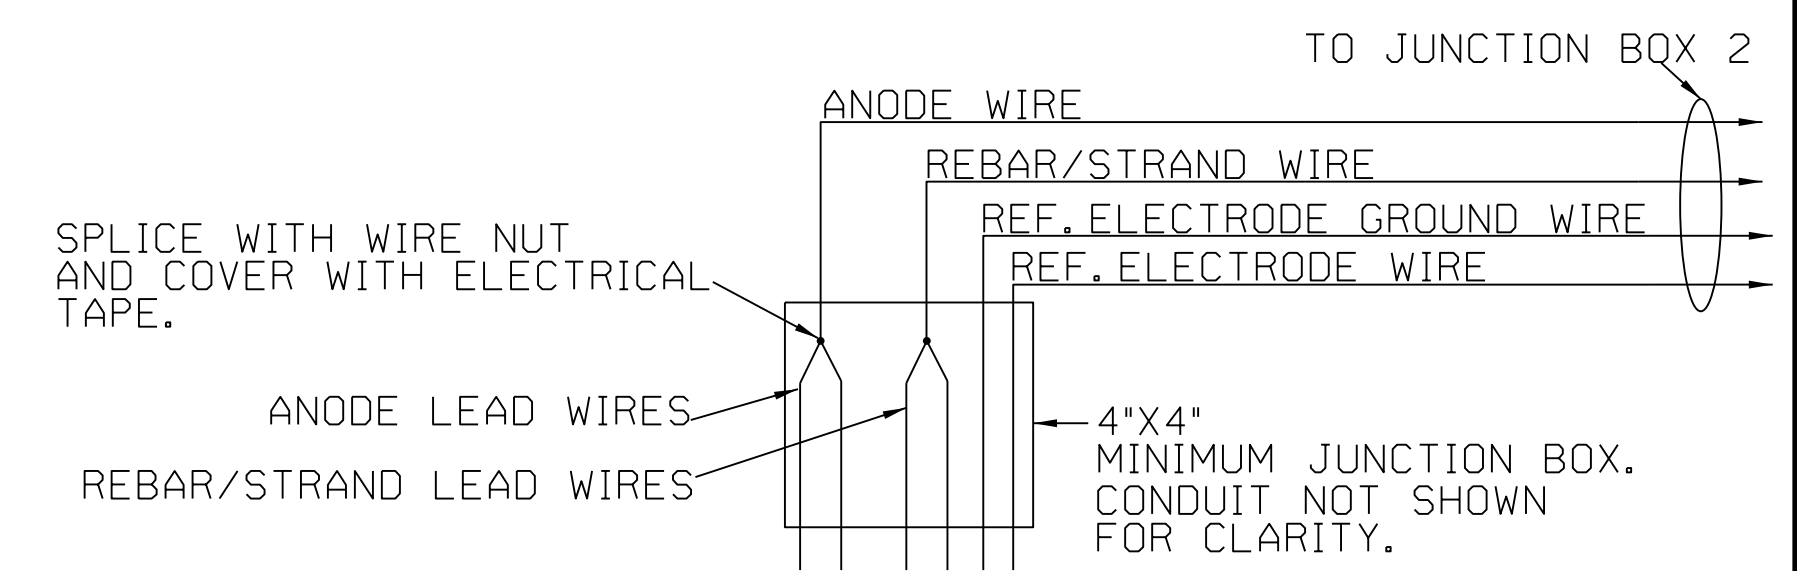 TO JUNCTION BOX 2
ANODE WIRE
REBAR/STRAND WIRE
REF. ELECTRODE GROUND WIRE
REF. ELECTRODE WIRE
SPLICE WITH WIRE NUT
AND COVER WITH ELECTRICAL
TAPE.
ANODE LEAD WIRES
REBAR/STRAND LEAD WIRES
4"X4"
MINIMUM JUNCTION BOX.
CONDUIT NOT SHOWN
FOR CLARITY.